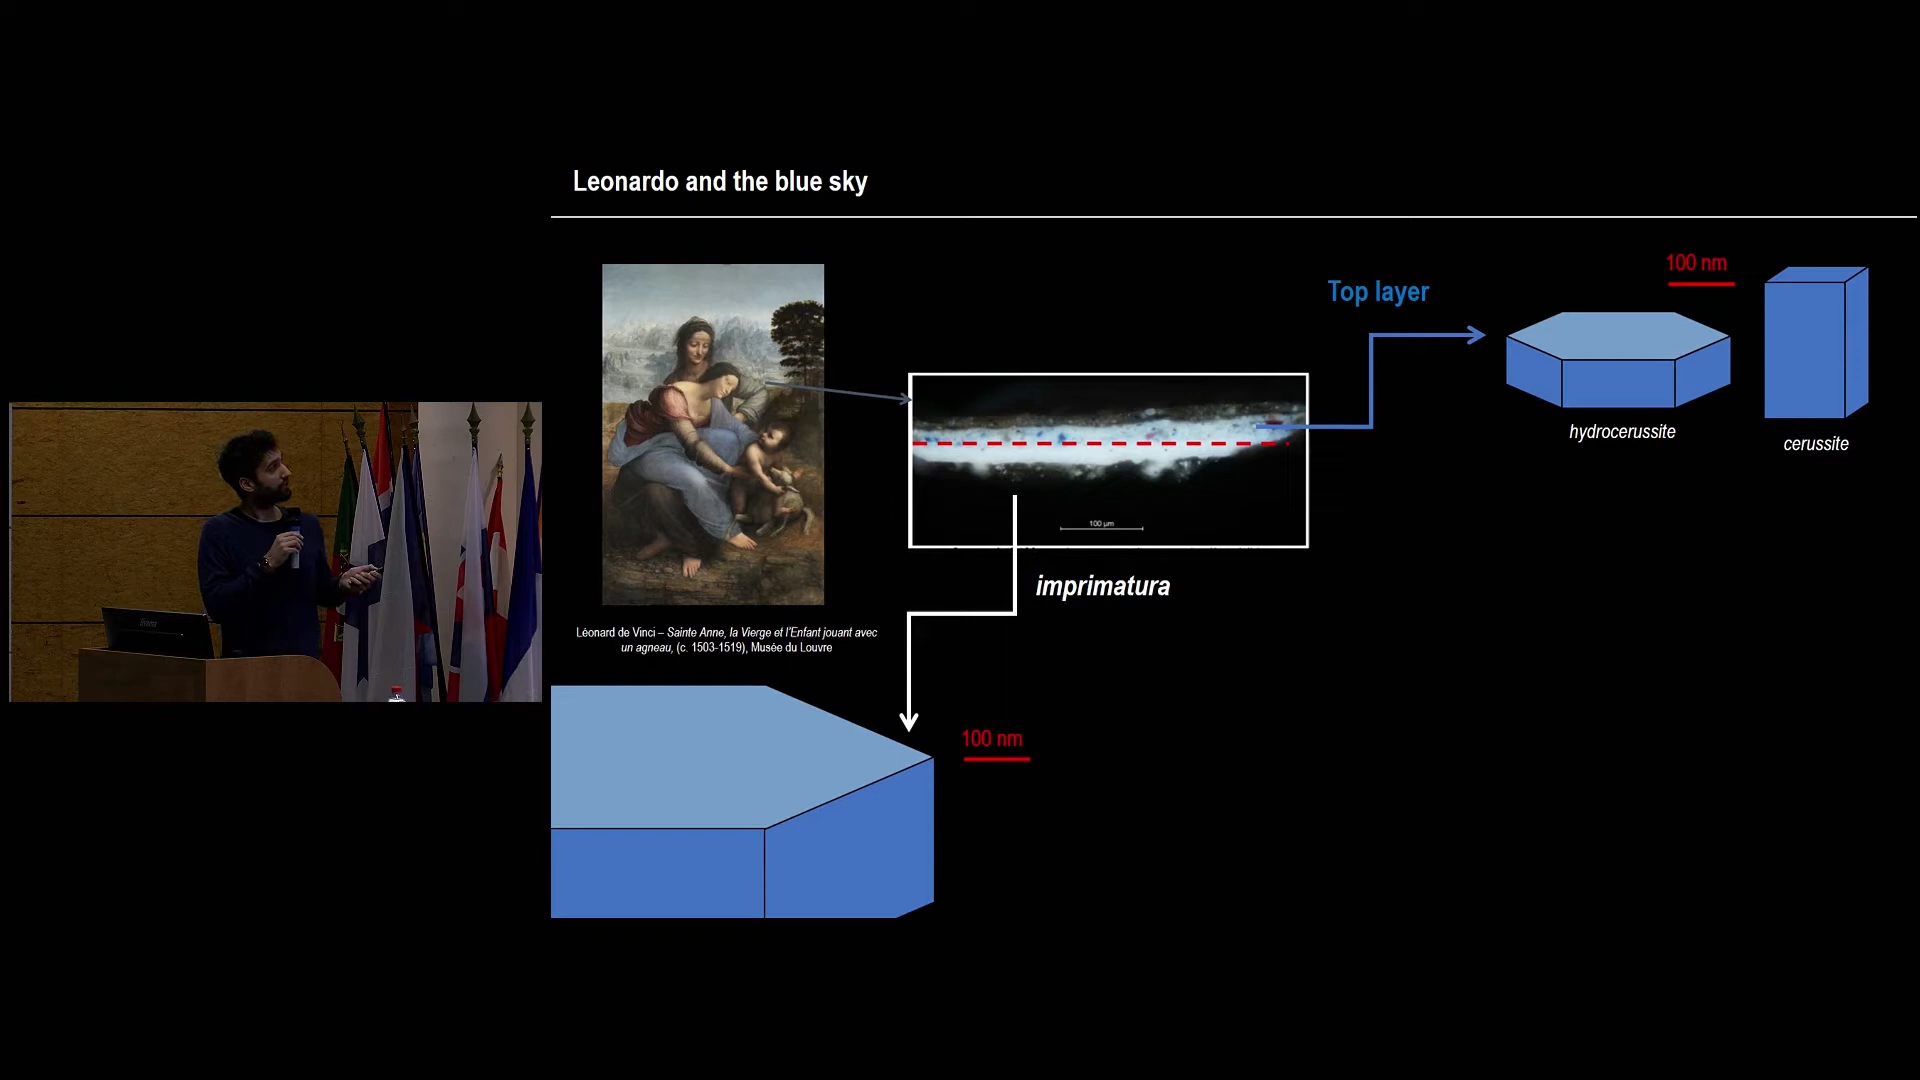 Leonardo and the blue sky
Top layer
100 nm
hydrocerussite
cerussite
100 µm
imprimatura
Léonard de Vinci – Sainte Anne, la Vierge et l'Enfant jouant avec
un agneau, (c. 1503-1519), Musée du Louvre
100 nm